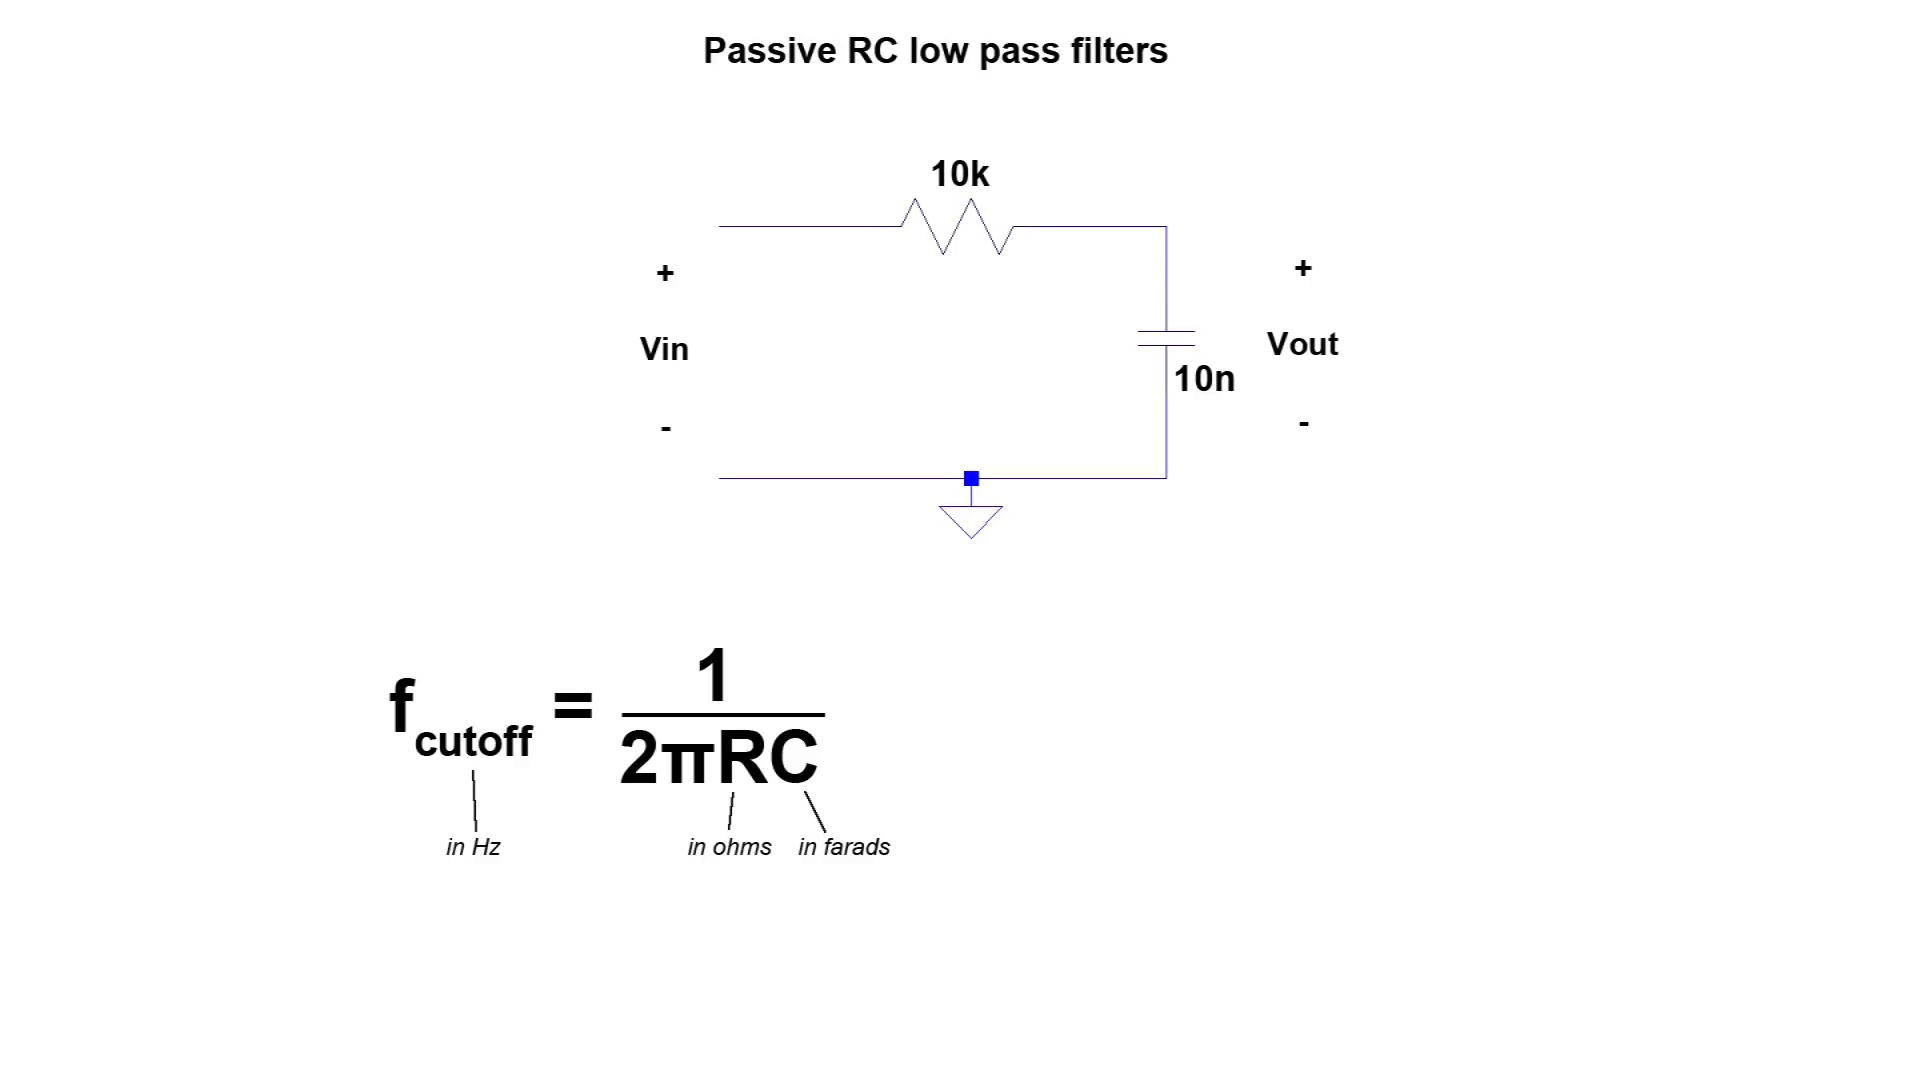 Passive RC low pass filters
10k
+
Vin
-
+
Vout
-
10n
f cutoff = 1 / 2πRC
in Hz
in ohms
in farads